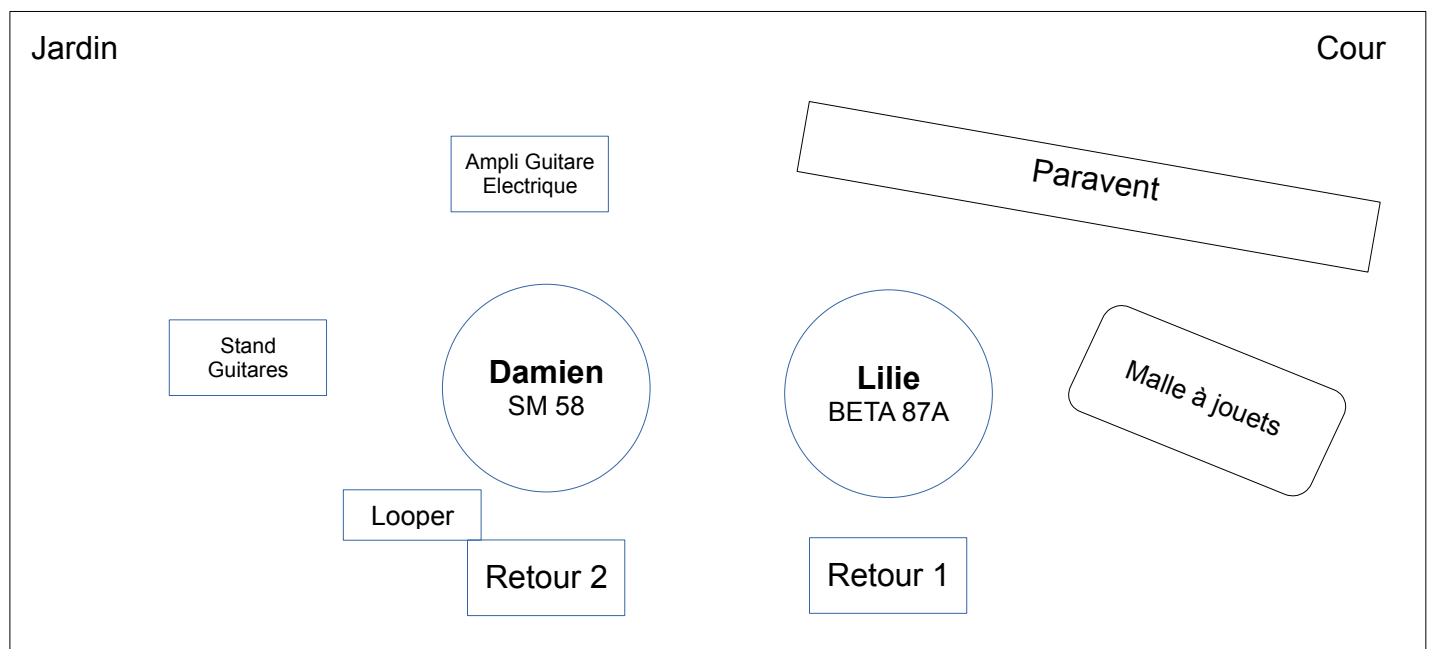 Jardin
Cour
Ampli Guitare
Electrique
Paravent
Stand
Guitares
Damien
SM 58
Lilie
BETA 87A
Malle à jouets
Looper
Retour 2
Retour 1